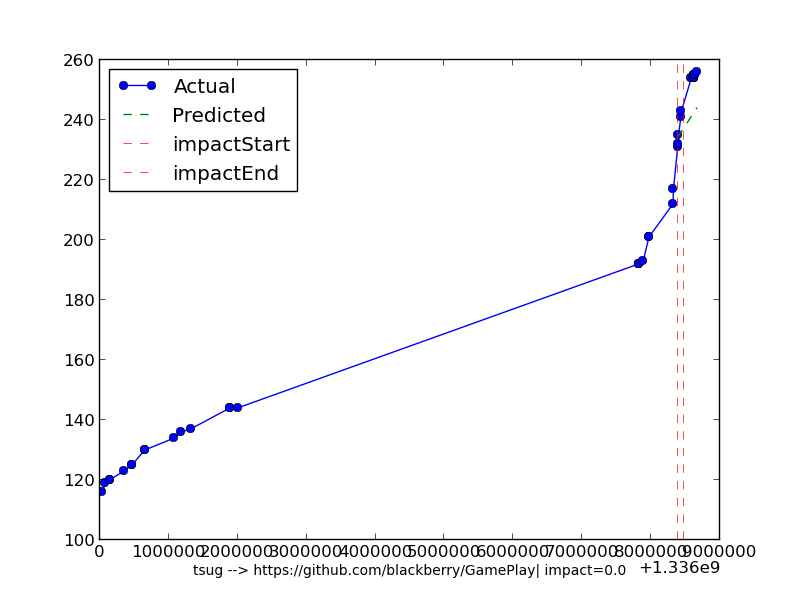 260
240
220
200
180
160
140
120
100
Actual
Predicted
impactStart
impactEnd
0 1000000 2000000 3000000 4000000 5000000 6000000 7000000 8000000 9000000
tsug --> https://github.com/blackberry/GamePlay| impact=0.0
+1.336e9